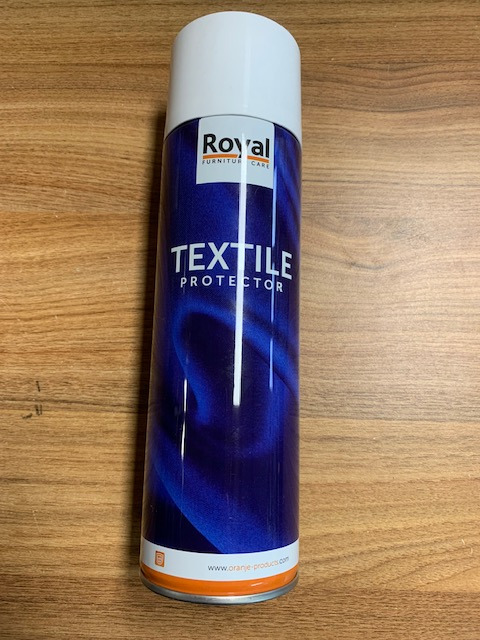 Royal
FURNITURE CARE
TEXTILE
PROTECTOR
www.oranje-products.com